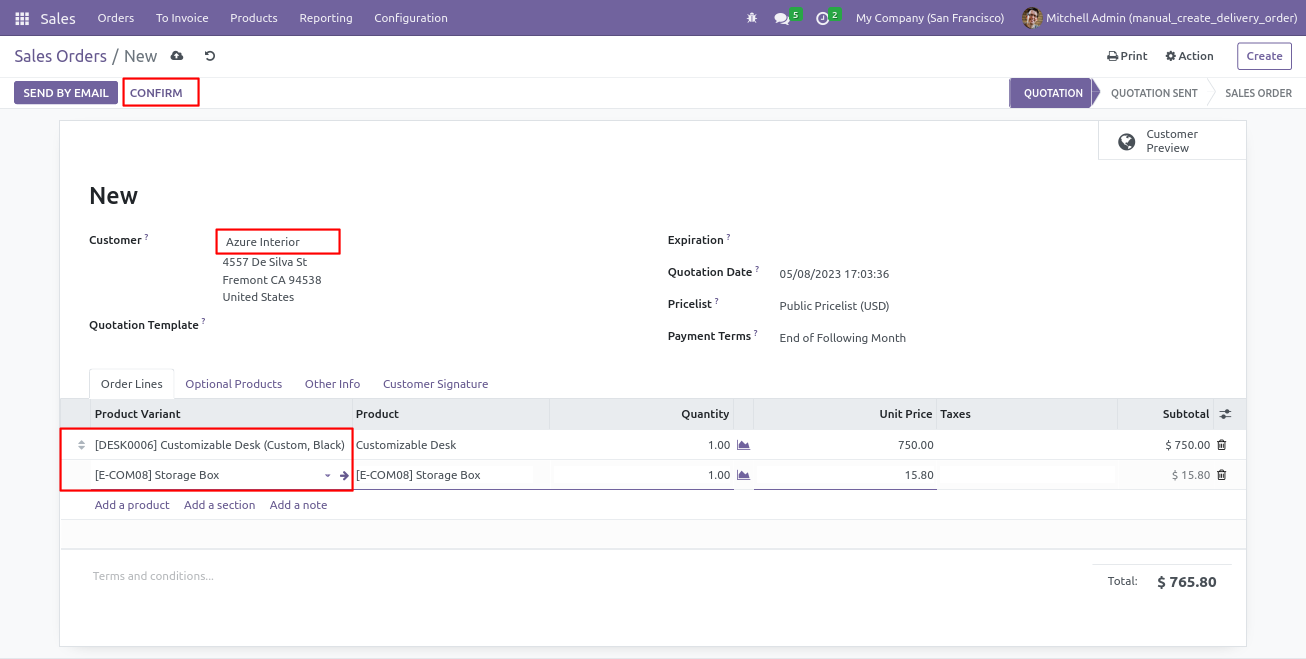 Sales Orders To Invoice Products Reporting Configuration 5 2 My Company (San Francisco) Mitchell Admin (manual_create_delivery_order)
Sales Orders / New Print Action Create
SEND BY EMAIL CONFIRM QUOTATION QUOTATION SENT SALES ORDER
Customer
Preview
New
Customer ? Azure Interior Expiration ?
4557 De Silva St
Fremont CA 94538
United States
Quotation Date ? 05/08/2023 17:03:36
Pricelist ? Public Pricelist (USD)
Quotation Template ?
Payment Terms ? End of Following Month
Order Lines Optional Products Other Info Customer Signature
Product Variant Product Quantity Unit Price Taxes Subtotal
[DESK0006] Customizable Desk (Custom, Black) Customizable Desk 1.00 750.00 $ 750.00
[E-COM08] Storage Box [E-COM08] Storage Box 1.00 15.80 $ 15.80
Add a product Add a section Add a note
Terms and conditions...
Total: $ 765.80